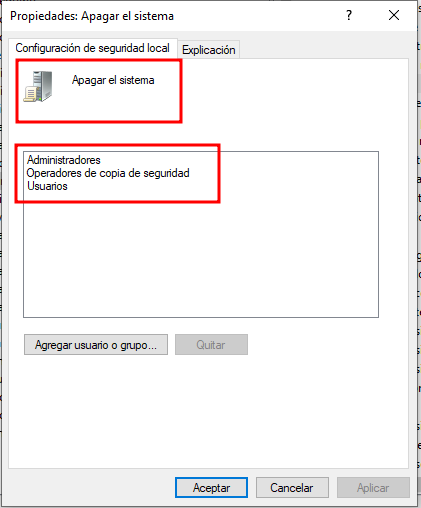 Propiedades: Apagar el sistema
Configuración de seguridad local
Explicación
Apagar el sistema
Administradores
Operadores de copia de seguridad
Usuarios
Agregar usuario o grupo...
Quitar
Aceptar
Cancelar
Aplicar